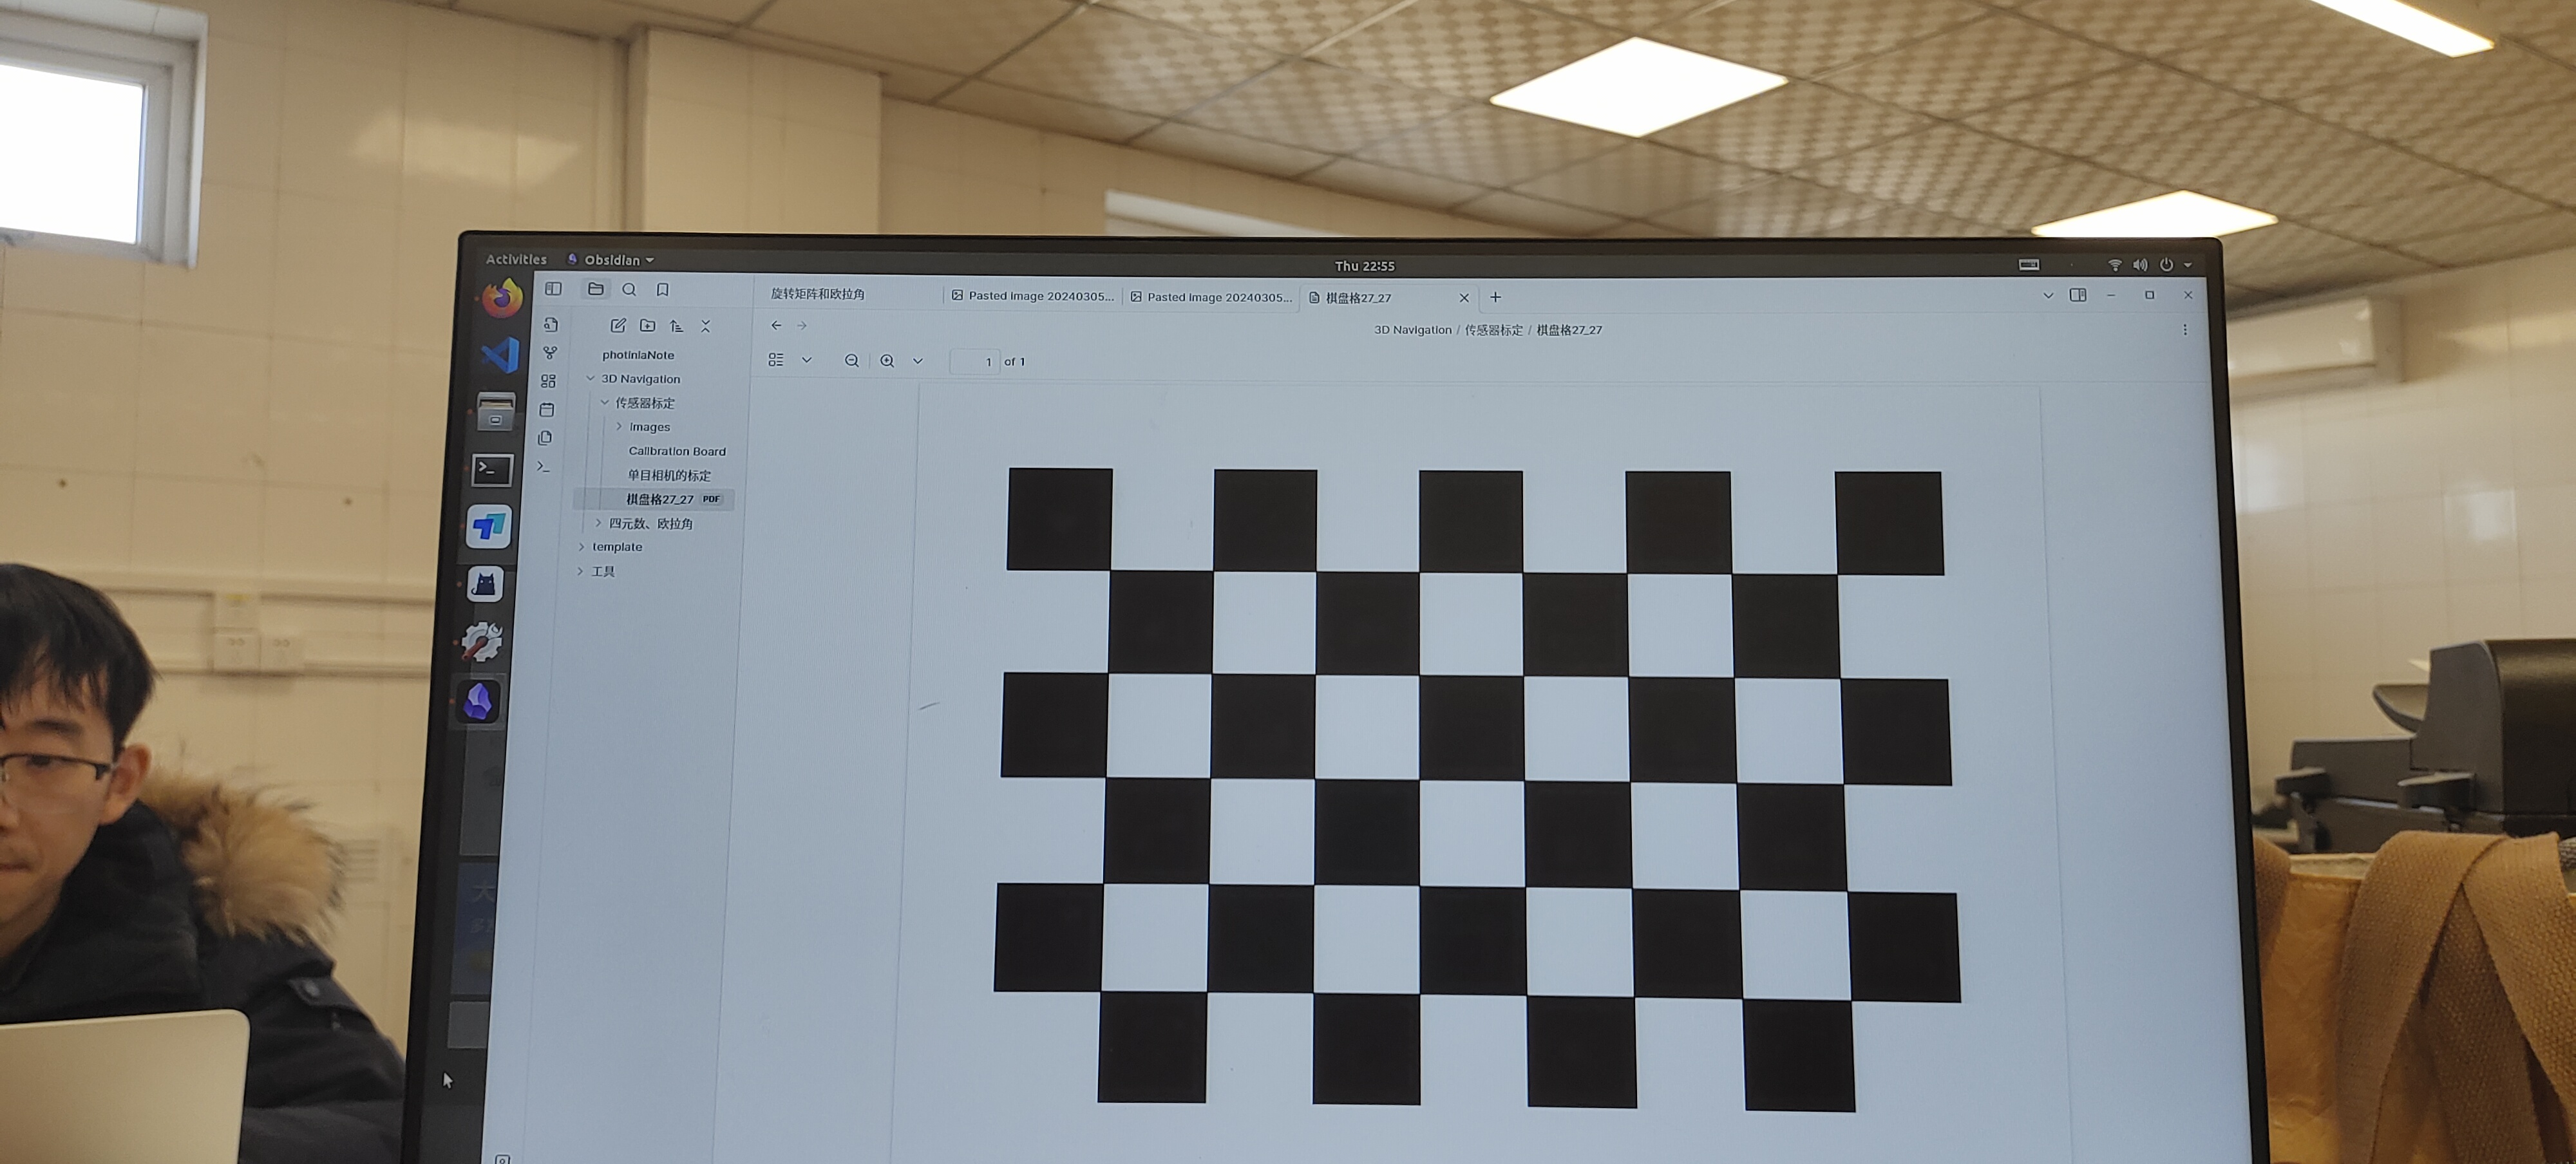 Activities
Obsidian
Thu 22:55
旋转矩阵和欧拉角
Pasted image 20240305...
Pasted image 20240305...
棋盘格27_27
3D Navigation / 传感器标定 / 棋盘格27_27
1 of 1
photiniaNote
3D Navigation
传感器标定
images
Calibration Board
单目相机的标定
棋盘格27_27 PDF
四元数、欧拉角
template
工具
大